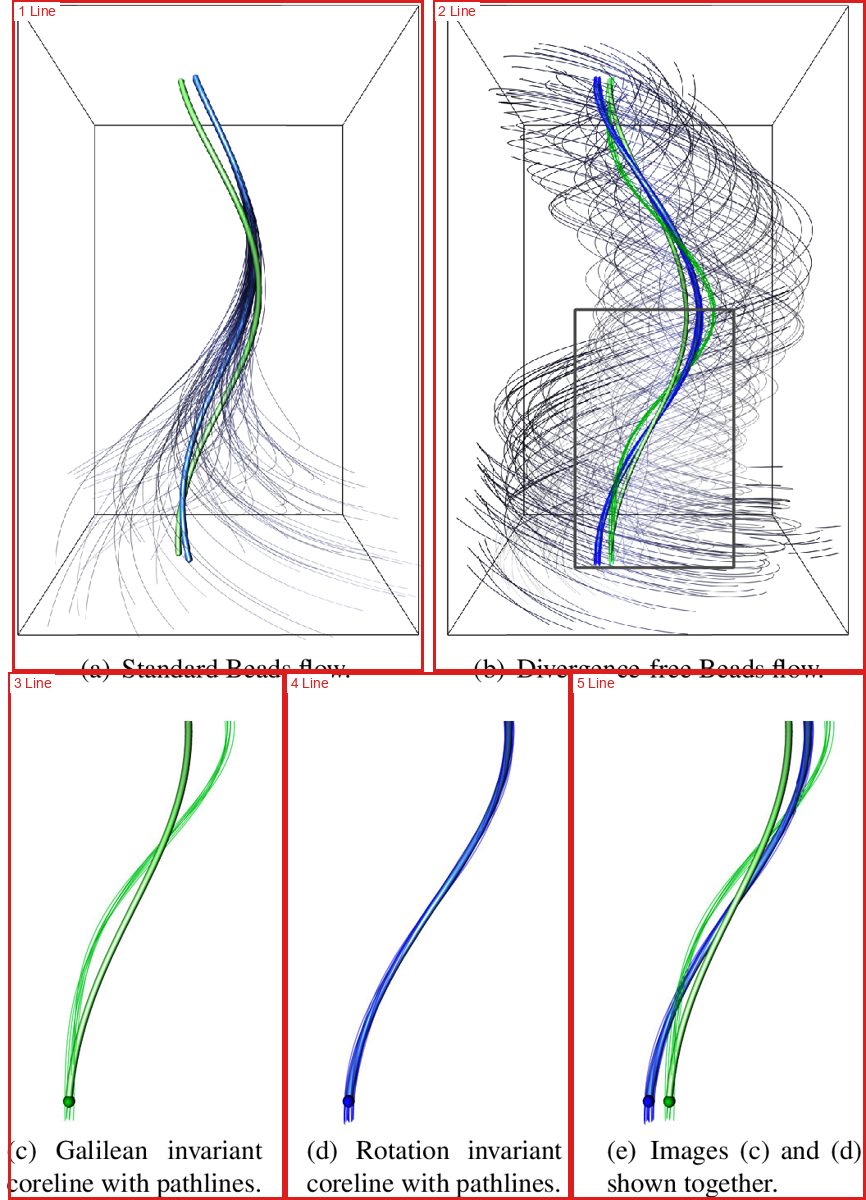 1 Line
2 Line
(a) Standard Beads flow.
(b) Divergence-free Beads flow.
3 Line
4 Line
5 Line
(c) Galilean invariant
coreline with pathlines.
(d) Rotation invariant
coreline with pathlines.
(e) Images (c) and (d)
shown together.